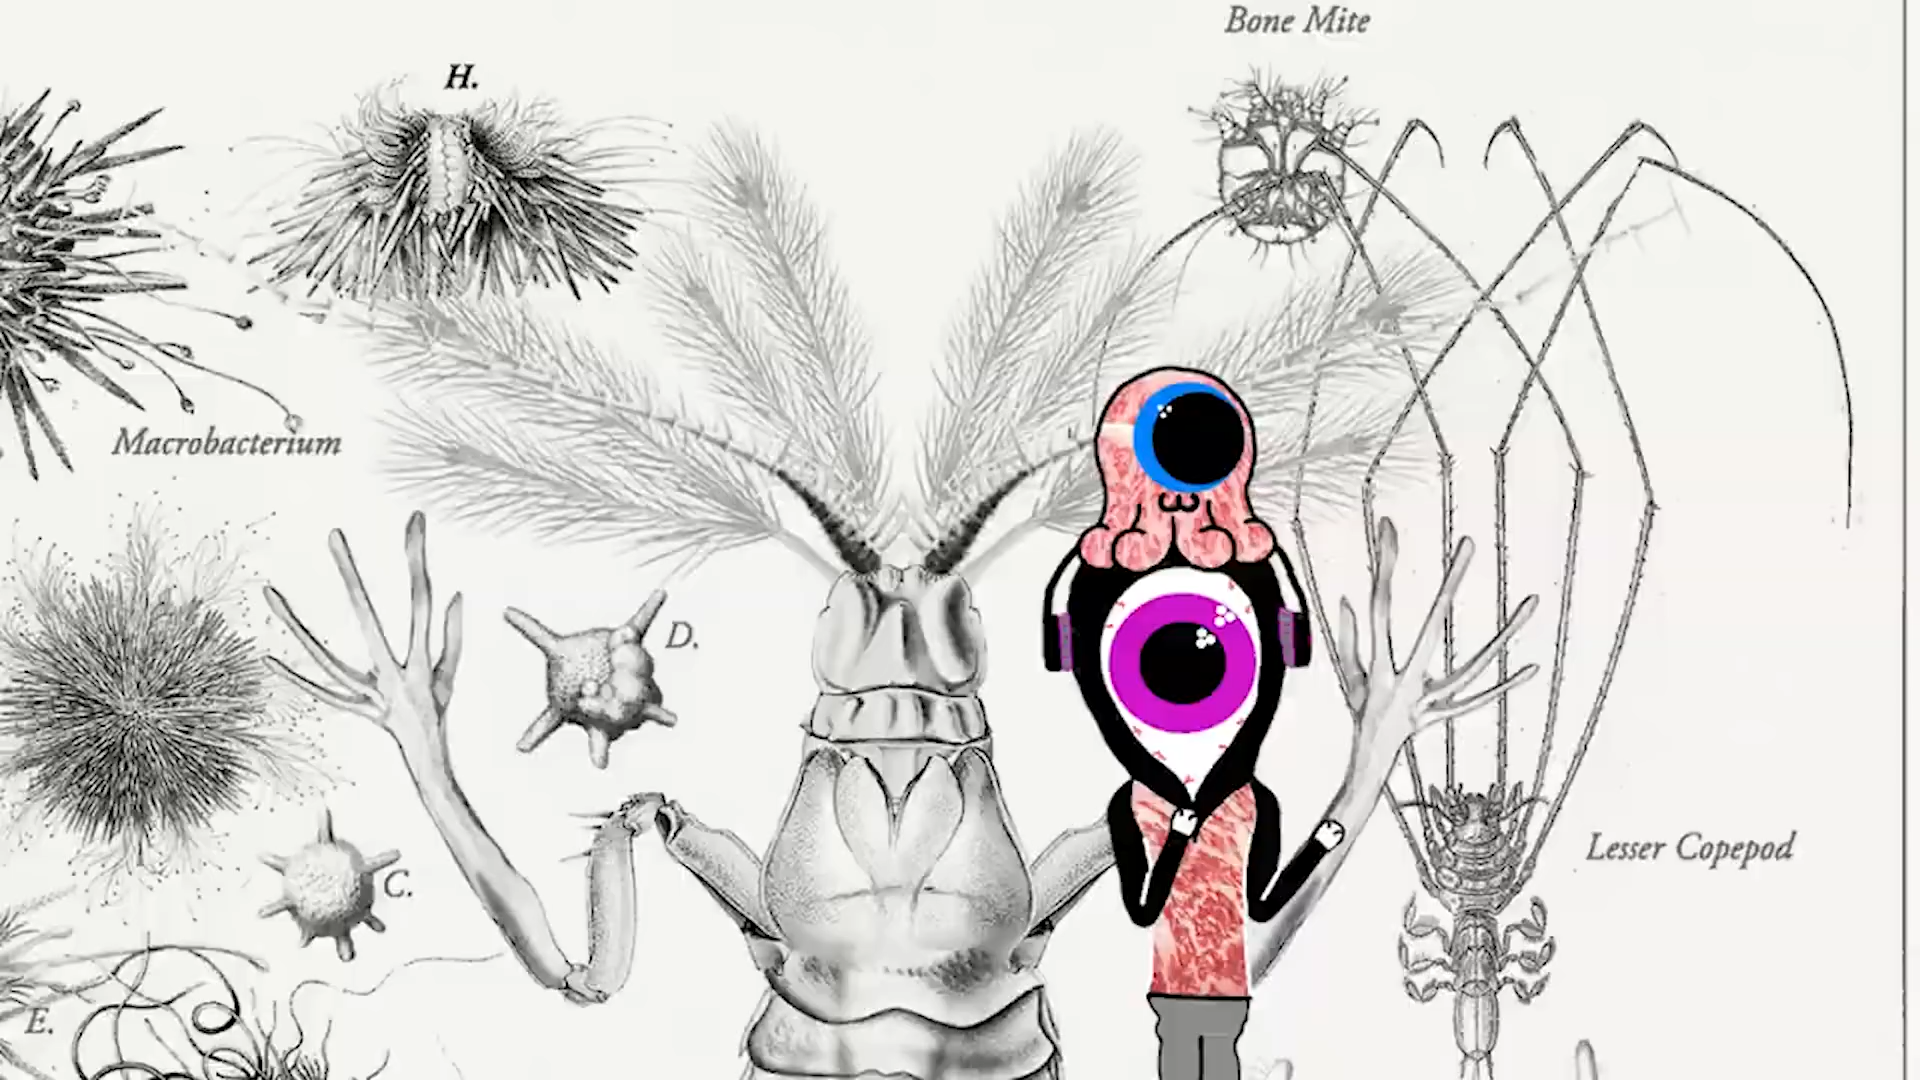 Bone Mite
H.
Macrobacterium
D.
Lesser Copepod
C.
E.